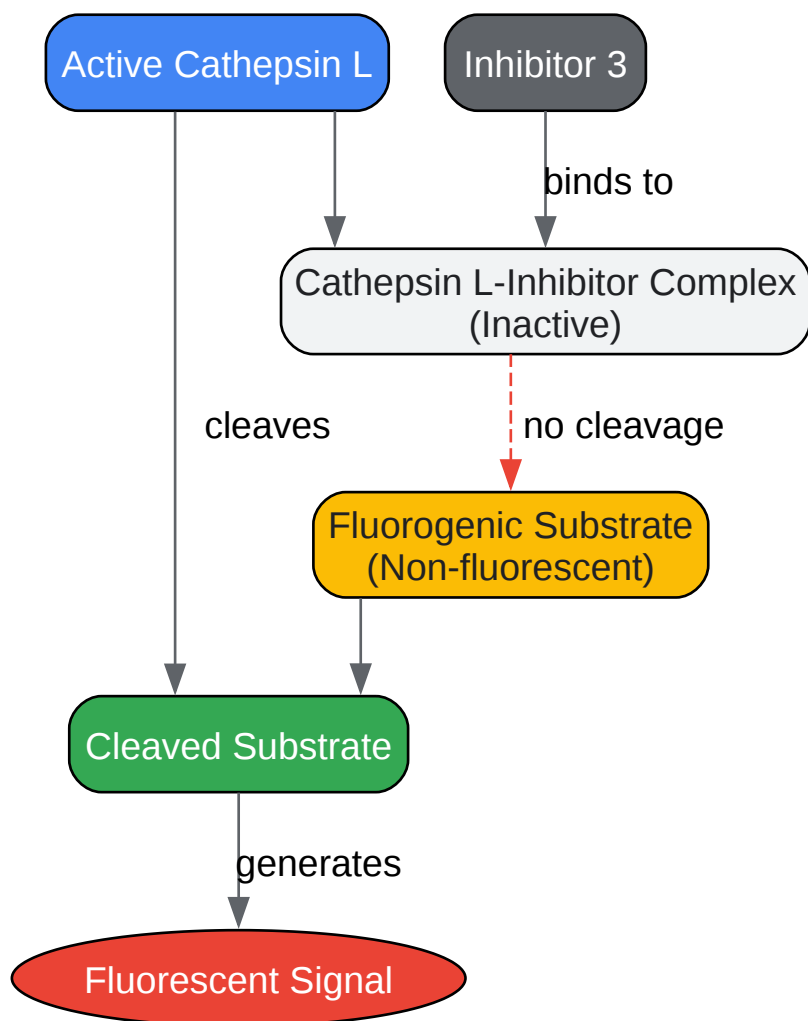 Active Cathepsin L
Inhibitor 3
binds to
Cathepsin L-Inhibitor Complex
(Inactive)
cleaves
no cleavage
Fluorogenic Substrate
(Non-fluorescent)
Cleaved Substrate
generates
Fluorescent Signal